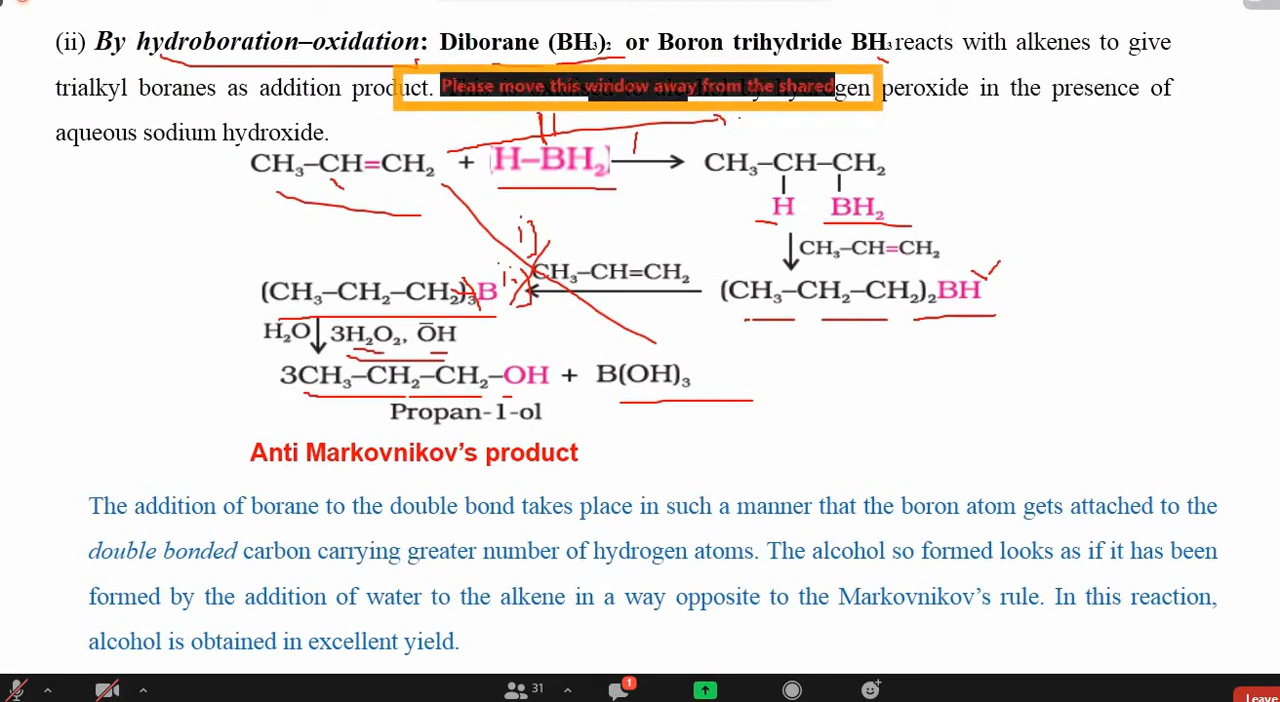 (ii) By hydroboration–oxidation: Diborane (BH₃)₂ or Boron trihydride BH₃ reacts with alkenes to give
trialkyl boranes as addition product. Please move this window away from the shared gen peroxide in the presence of
aqueous sodium hydroxide.
CH₃–CH=CH₂ + H–BH₂ → CH₃–CH–CH₂
H BH₂
i)
↓ CH₃–CH=CH₂
CH₃–CH=CH₂
(CH₃–CH₂–CH₂)₃B ← (CH₃–CH₂–CH₂)₂BH
H₂O ↓ 3H₂O₂, ŌH
3CH₃–CH₂–CH₂–OH + B(OH)₃
Propan-1-ol
Anti Markovnikov’s product
The addition of borane to the double bond takes place in such a manner that the boron atom gets attached to the
double bonded carbon carrying greater number of hydrogen atoms. The alcohol so formed looks as if it has been
formed by the addition of water to the alkene in a way opposite to the Markovnikov’s rule. In this reaction,
alcohol is obtained in excellent yield.
31
1
Leave